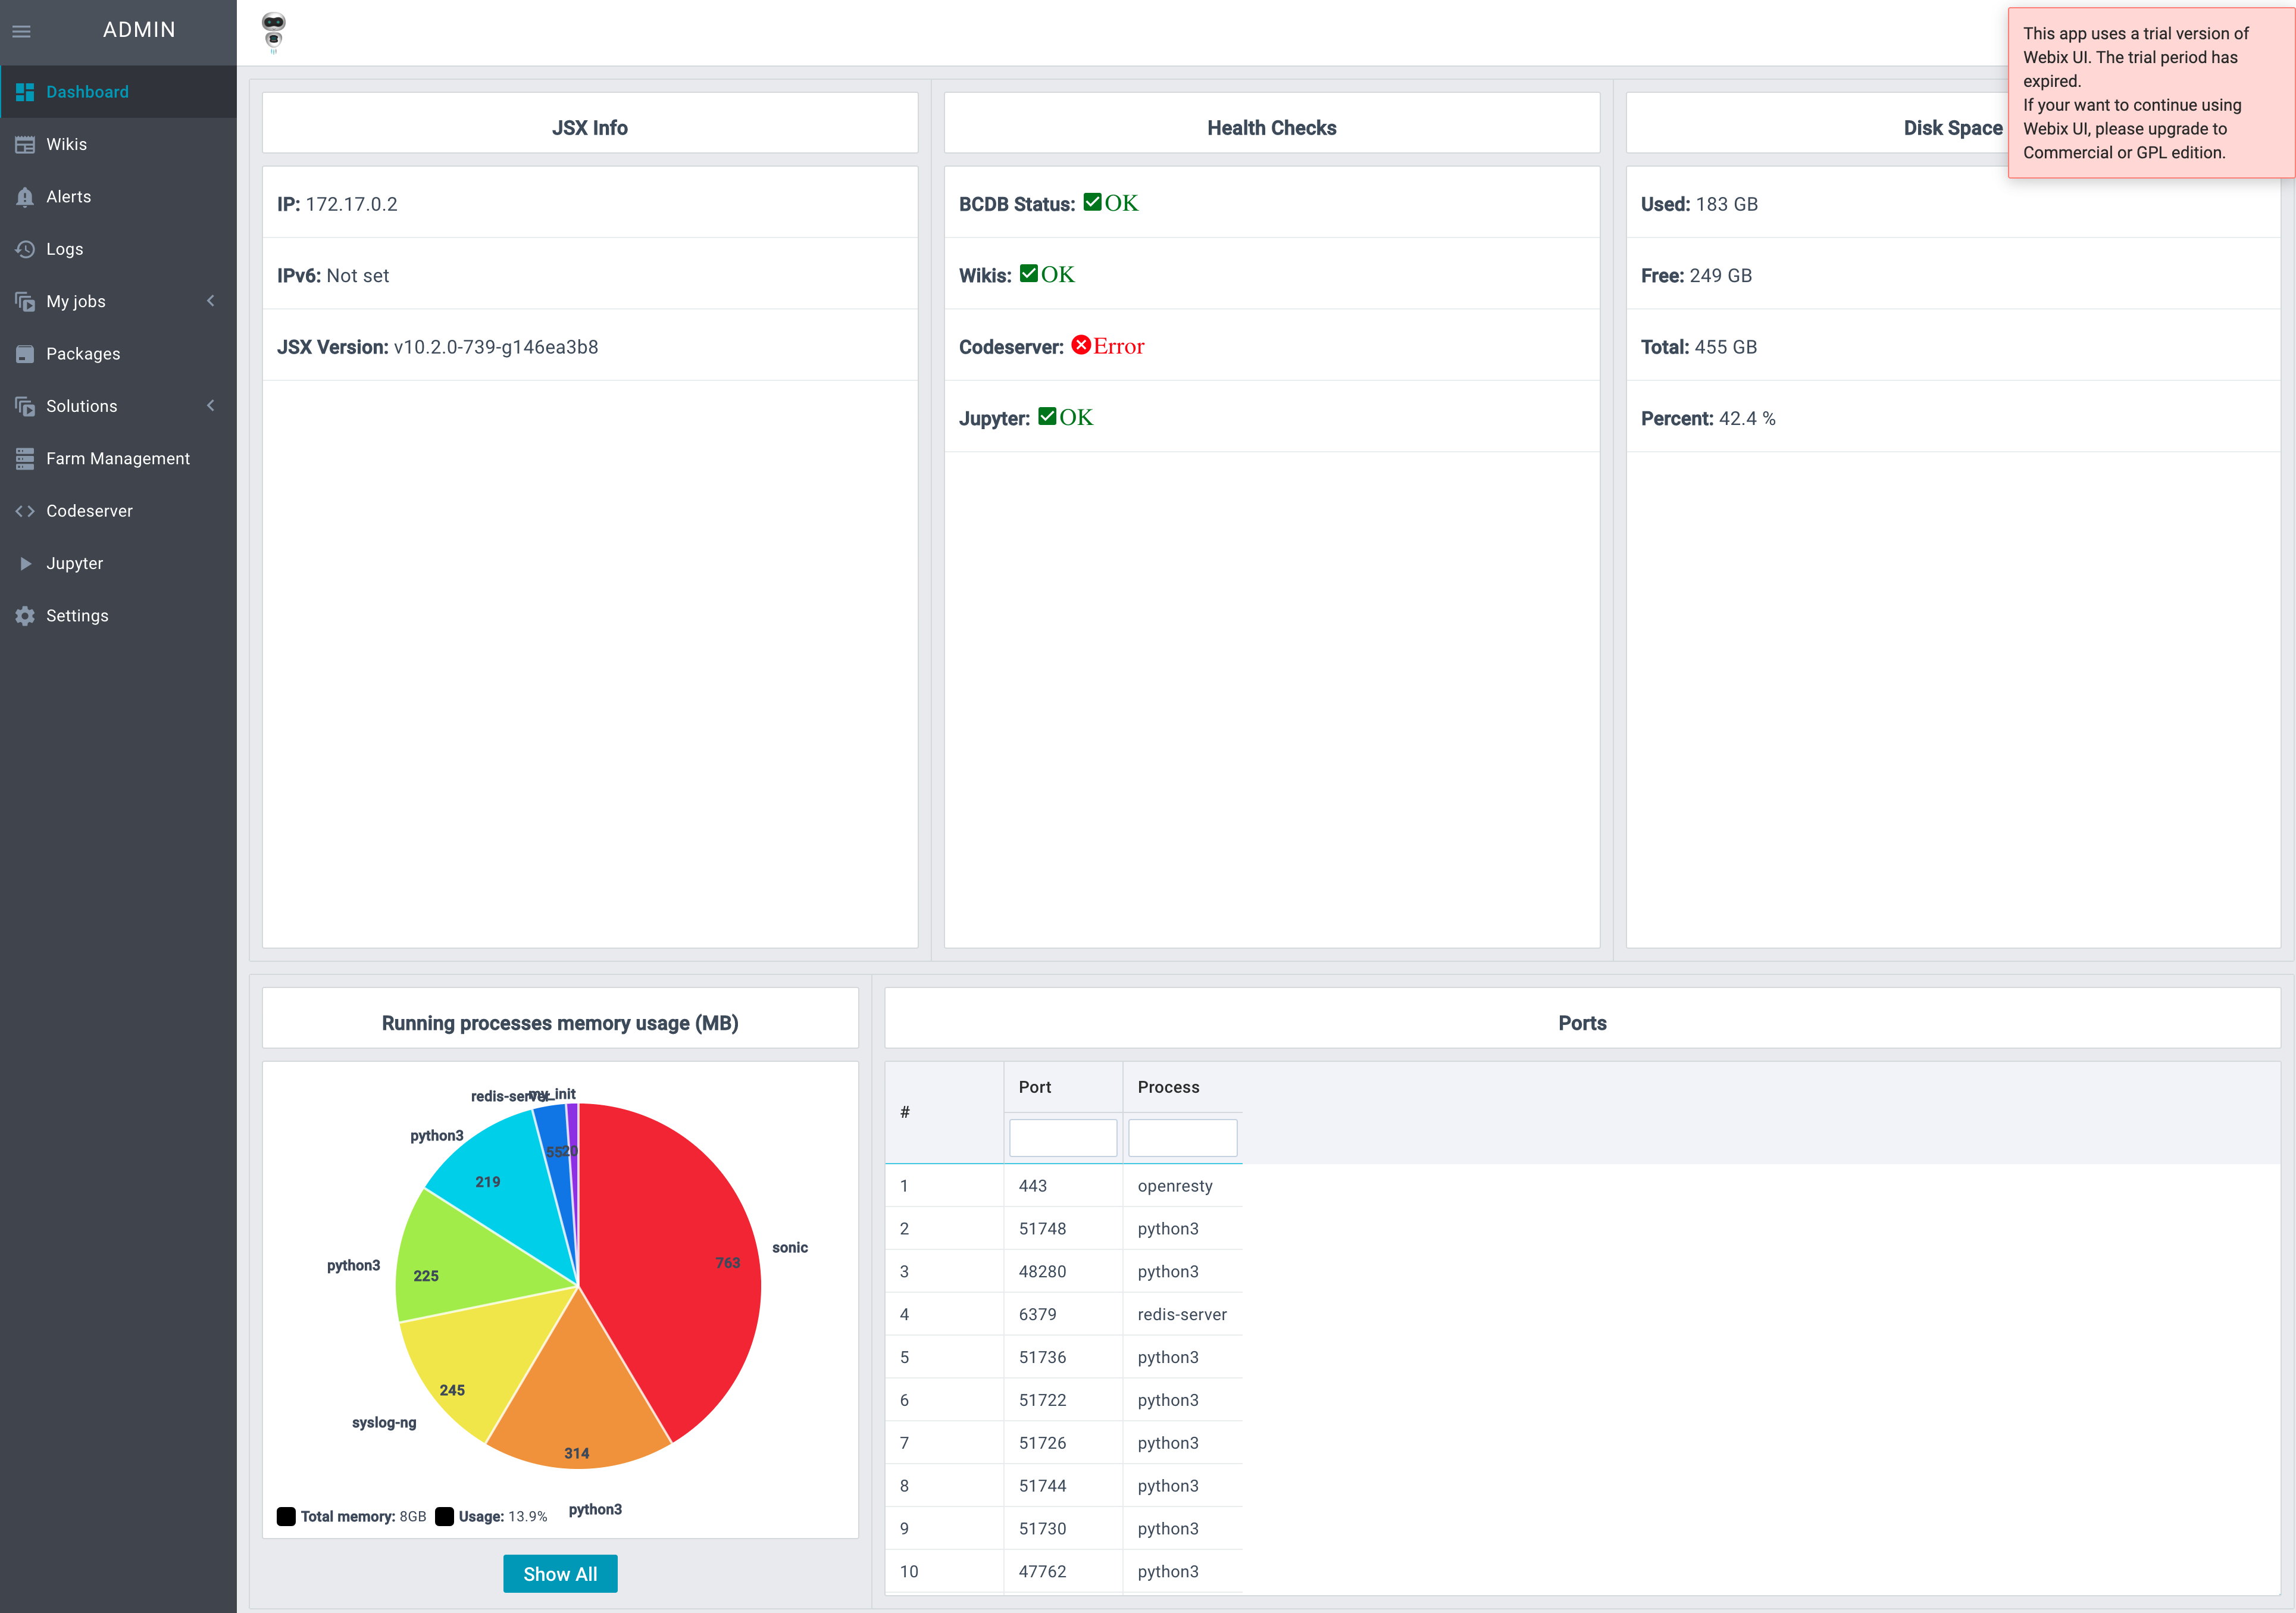 ADMIN
Dashboard
Wikis
Alerts
Logs
My jobs
Packages
Solutions
Farm Management
Codeserver
Jupyter
Settings
This app uses a trial version of
Webix UI. The trial period has
expired.
If your want to continue using
Webix UI, please upgrade to
Commercial or GPL edition.
JSX Info
IP: 172.17.0.2
IPv6: Not set
JSX Version: v10.2.0-739-g146ea3b8
Health Checks
BCDB Status: OK
Wikis: OK
Codeserver: Error
Jupyter: OK
Disk Space
Used: 183 GB
Free: 249 GB
Total: 455 GB
Percent: 42.4 %
Running processes memory usage (MB)
redis-server
my_init
python3
55
20
219
sonic
763
python3
225
245
syslog-ng
314
python3
Total memory: 8GB Usage: 13.9%
Show All
Ports
# Port Process
1 443 openresty
2 51748 python3
3 48280 python3
4 6379 redis-server
5 51736 python3
6 51722 python3
7 51726 python3
8 51744 python3
9 51730 python3
10 47762 python3